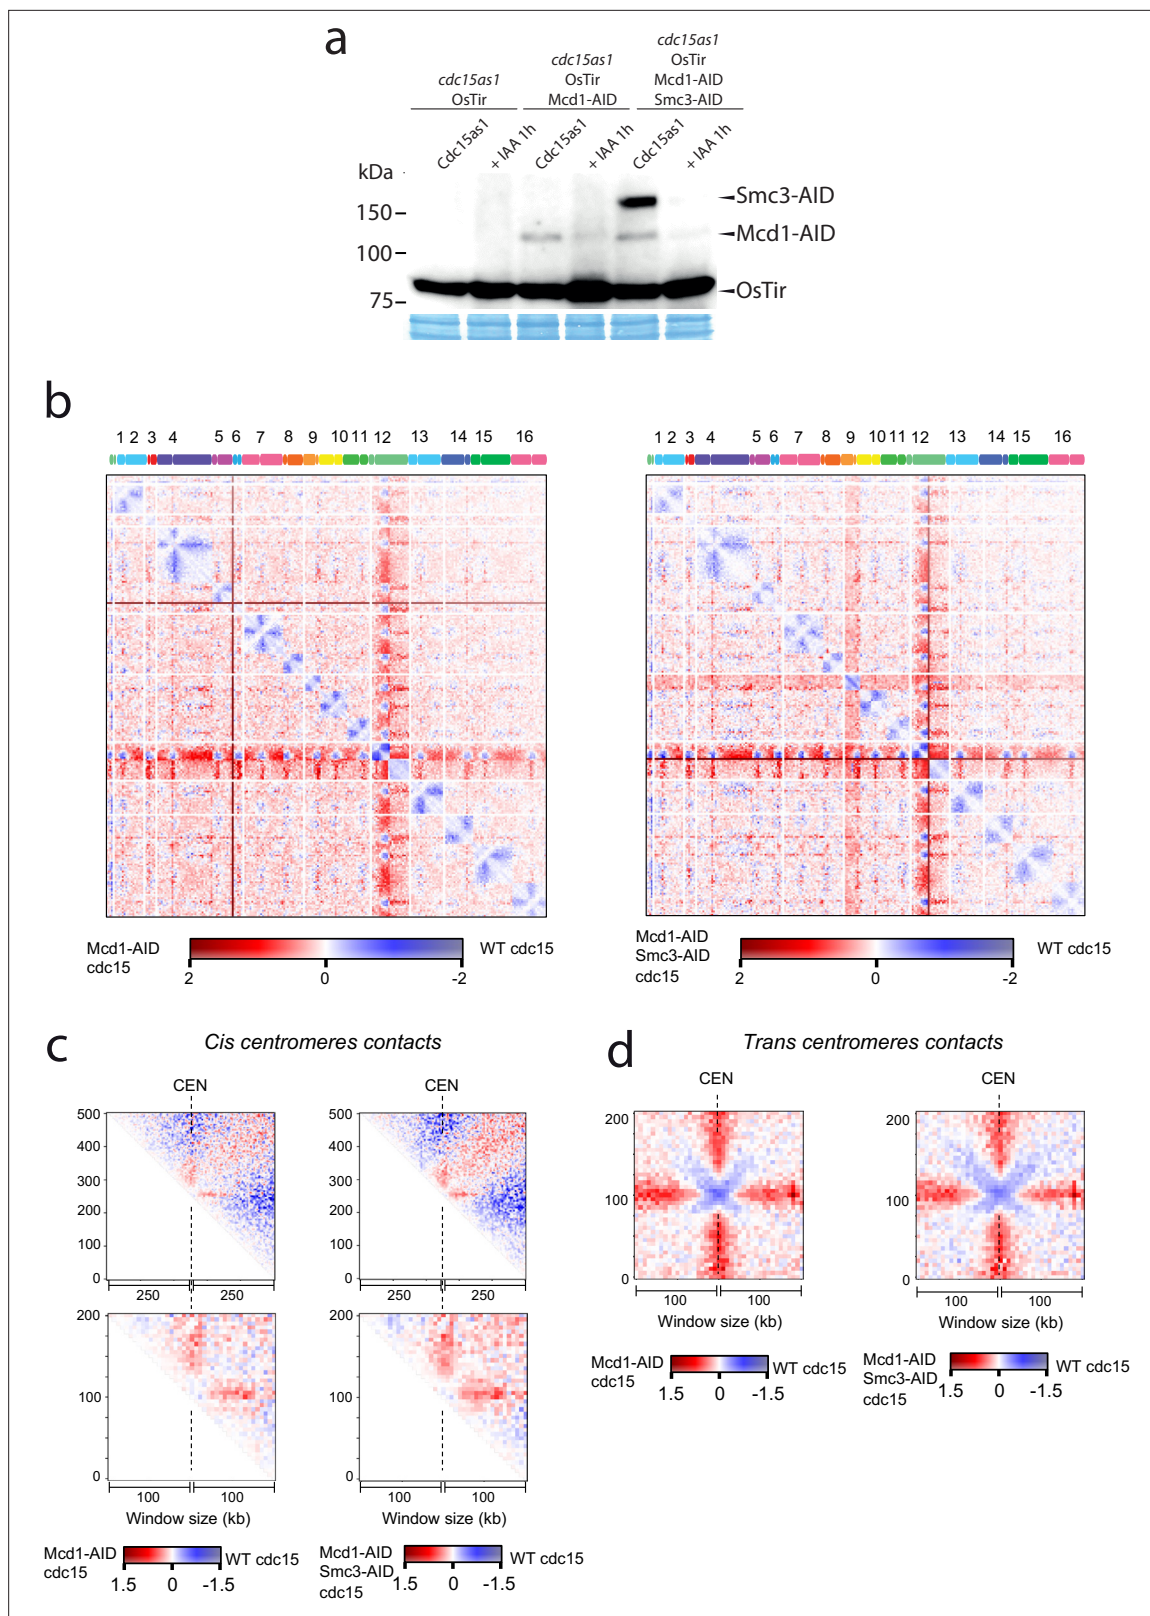 a
cdc15as1
OsTir
cdc15as1
OsTir
Mcd1-AID
cdc15as1
OsTir
Mcd1-AID
Smc3-AID
Cdc15as1
+ IAA 1h
Cdc15as1
+ IAA 1h
Cdc15as1
+ IAA 1h
kDa
150
100
75
Smc3-AID
Mcd1-AID
OsTir
b
1 2 3 4 5 6 7 8 9 10 11 12 13 14 15 16
1 2 3 4 5 6 7 8 9 10 11 12 13 14 15 16
Mcd1-AID
cdc15
2 0 -2
WT cdc15
Mcd1-AID
Smc3-AID
cdc15
2 0 -2
WT cdc15
c
Cis centromeres contacts
CEN
CEN
500
400
300
200
100
0
250 250
500
400
300
200
100
0
250 250
200
100
0
100 100
Window size (kb)
200
100
0
100 100
Window size (kb)
Mcd1-AID
cdc15
1.5 0 -1.5
WT cdc15
Mcd1-AID
Smc3-AID
cdc15
1.5 0 -1.5
WT cdc15
d
Trans centromeres contacts
CEN
CEN
200
100
0
100 100
Window size (kb)
200
100
0
100 100
Window size (kb)
Mcd1-AID
cdc15
1.5 0 -1.5
WT cdc15
Mcd1-AID
Smc3-AID
cdc15
1.5 0 -1.5
WT cdc15